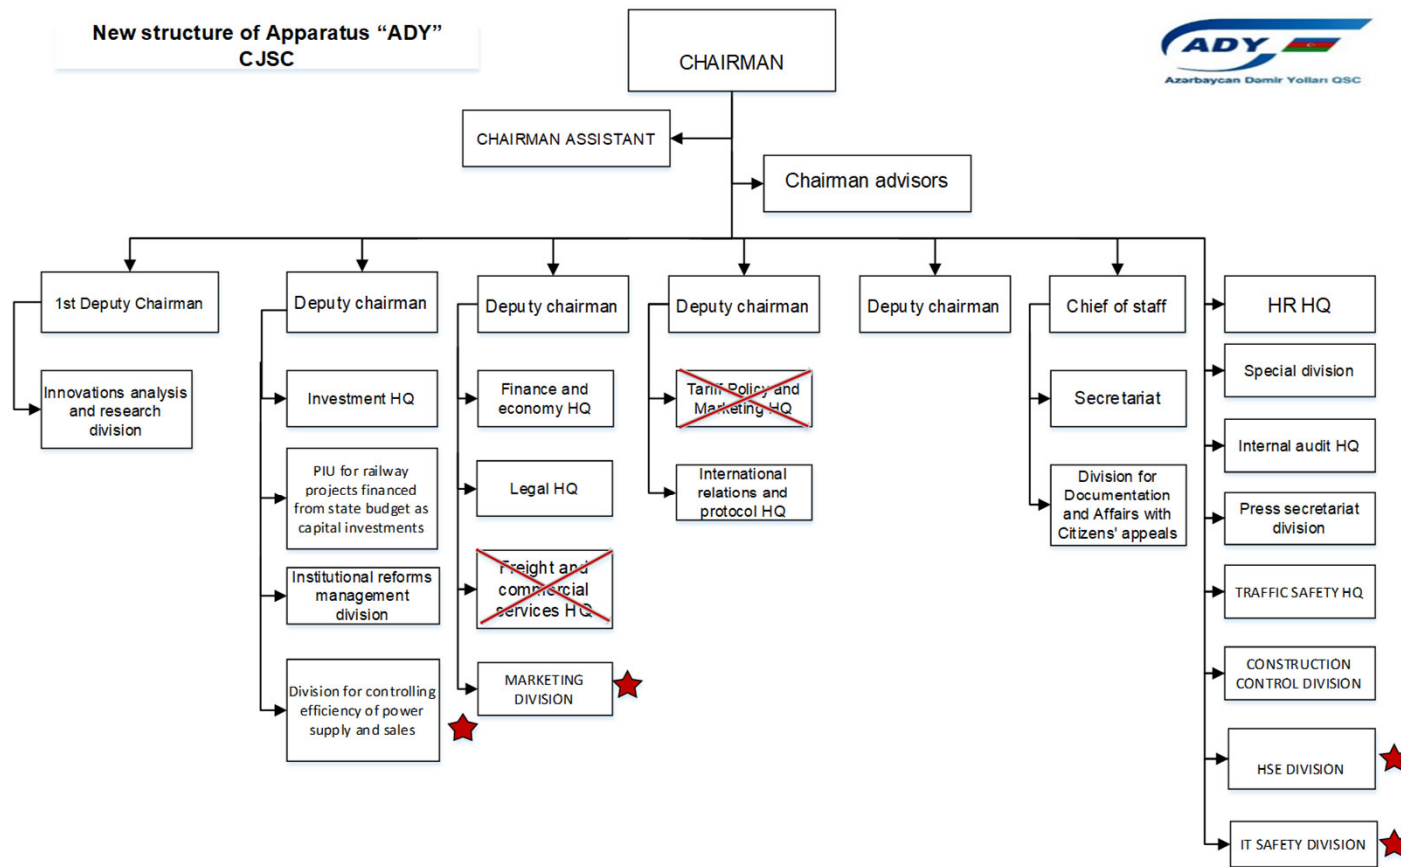 New structure of Apparatus “ADY”
CJSC
CHAIRMAN
ADY
Azərbaycan Dəmir Yolları QSC
CHAIRMAN ASSISTANT
Chairman advisors
1st Deputy Chairman
Innovations analysis
and research
division
Deputy chairman
Investment HQ
PIU for railway
projects financed
from state budget as
capital investments
Institutional reforms
management
division
Division for controlling
efficiency of power
supply and sales
Deputy chairman
Finance and
economy HQ
Legal HQ
Freight and
commercial
services HQ
MARKETING
DIVISION
Deputy chairman
Tariff Policy and
Marketing HQ
International
relations and
protocol HQ
Deputy chairman
Chief of staff
Secretariat
Division for
Documentation
and Affairs with
Citizens' appeals
HR HQ
Special division
Internal audit HQ
Press secretariat
division
TRAFFIC SAFETY HQ
CONSTRUCTION
CONTROL DIVISION
HSE DIVISION
IT SAFETY DIVISION